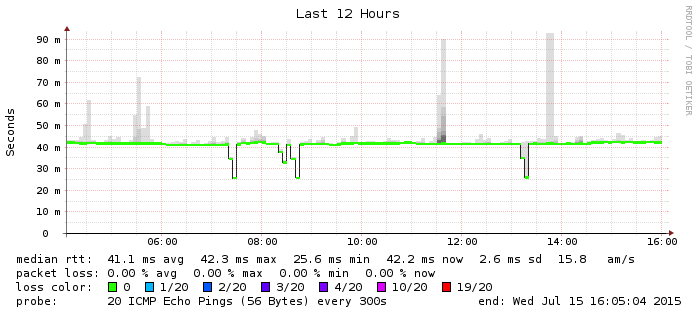 Last 12 Hours
RRDTOOL / TOBI OETIKER
Seconds
90 m
80 m
70 m
60 m
50 m
40 m
30 m
20 m
10 m
0
06:00 08:00 10:00 12:00 14:00 16:00
median rtt: 41.1 ms avg 42.3 ms max 25.6 ms min 42.2 ms now 2.6 ms sd 15.8 am/s
packet loss: 0.00 % avg 0.00 % max 0.00 % min 0.00 % now
loss color: 0 1/20 2/20 3/20 4/20 10/20 19/20
probe: 20 ICMP Echo Pings (56 Bytes) every 300s end: Wed Jul 15 16:05:04 2015